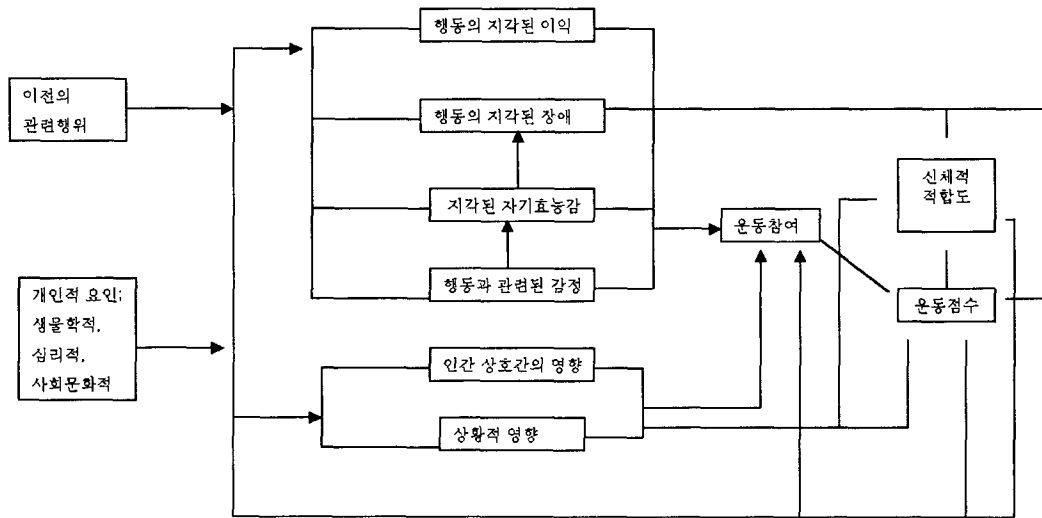 행동의 지각된 이익
이전의
관련행위
행동의 지각된 장애
신체적
적합도
지각된 자기효능감
운동참여
행동과 관련된 감정
개인적 요인;
생물학적,
심리적,
사회문화적
운동점수
인간 상호간의 영향
상황적 영향